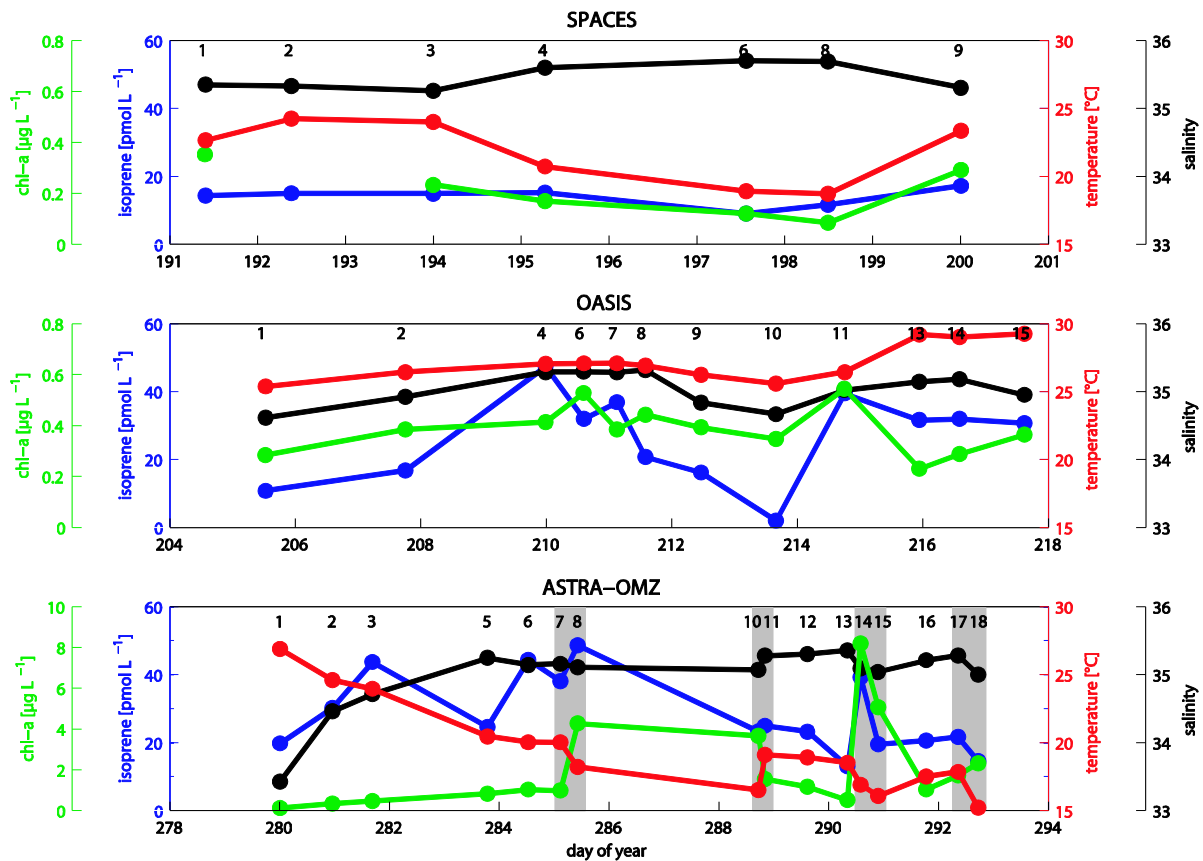 SPACES
0.8 60 30 36
1 2 3 4 6 8 9
0.6 40 25 35
0.4
0.2 20 20 34
0 0 15 33
chl-a [µg L⁻¹]
isoprene [pmol L⁻¹]
temperature [°C]
salinity
191 192 193 194 195 196 197 198 199 200 201
OASIS
0.8 60 30 36
1 2 4 6 7 8 9 10 11 13 14 15
0.6 40 25 35
0.4
0.2 20 20 34
0 0 15 33
chl-a [µg L⁻¹]
isoprene [pmol L⁻¹]
temperature [°C]
salinity
204 206 208 210 212 214 216 218
ASTRA-OMZ
10 60 30 36
1 2 3 5 6 7 8 10 11 12 13 14 15 16 17 18
8
6 40 25 35
4
2 20 20 34
0 0 15 33
chl-a [µg L⁻¹]
isoprene [pmol L⁻¹]
temperature [°C]
salinity
278 280 282 284 286 288 290 292 294
day of year